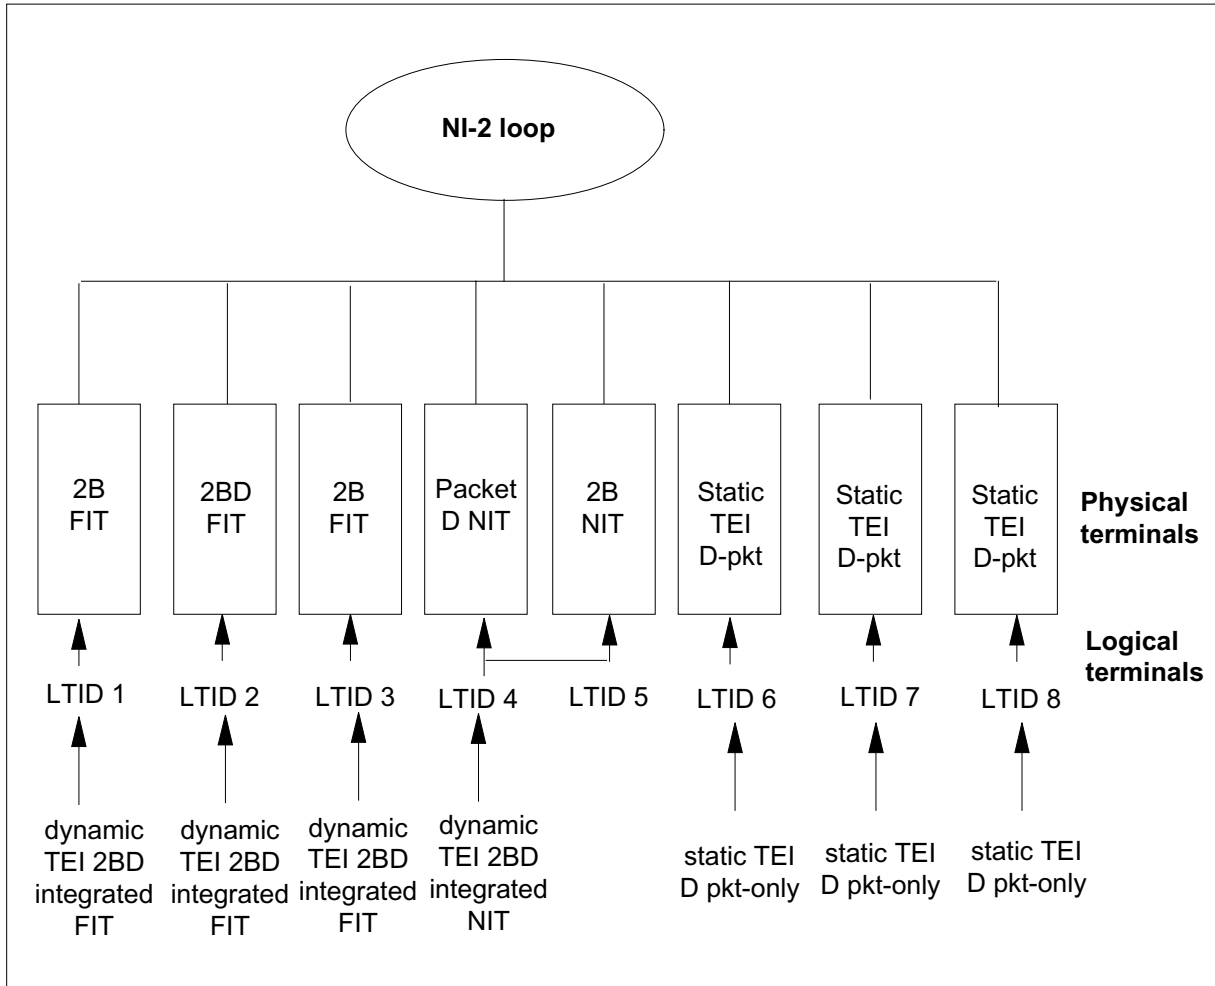 NI-2 loop
2B
FIT
2BD
FIT
2B
FIT
Packet
D NIT
2B
NIT
Static
TEI
D-pkt
Static
TEI
D-pkt
Static
TEI
D-pkt
Physical
terminals
Logical
terminals
LTID 1
LTID 2
LTID 3
LTID 4
LTID 5
LTID 6
LTID 7
LTID 8
dynamic
TEI 2BD
integrated
FIT
dynamic
TEI 2BD
integrated
FIT
dynamic
TEI 2BD
integrated
FIT
dynamic
TEI 2BD
integrated
NIT
static TEI
D pkt-only
static TEI
D pkt-only
static TEI
D pkt-only